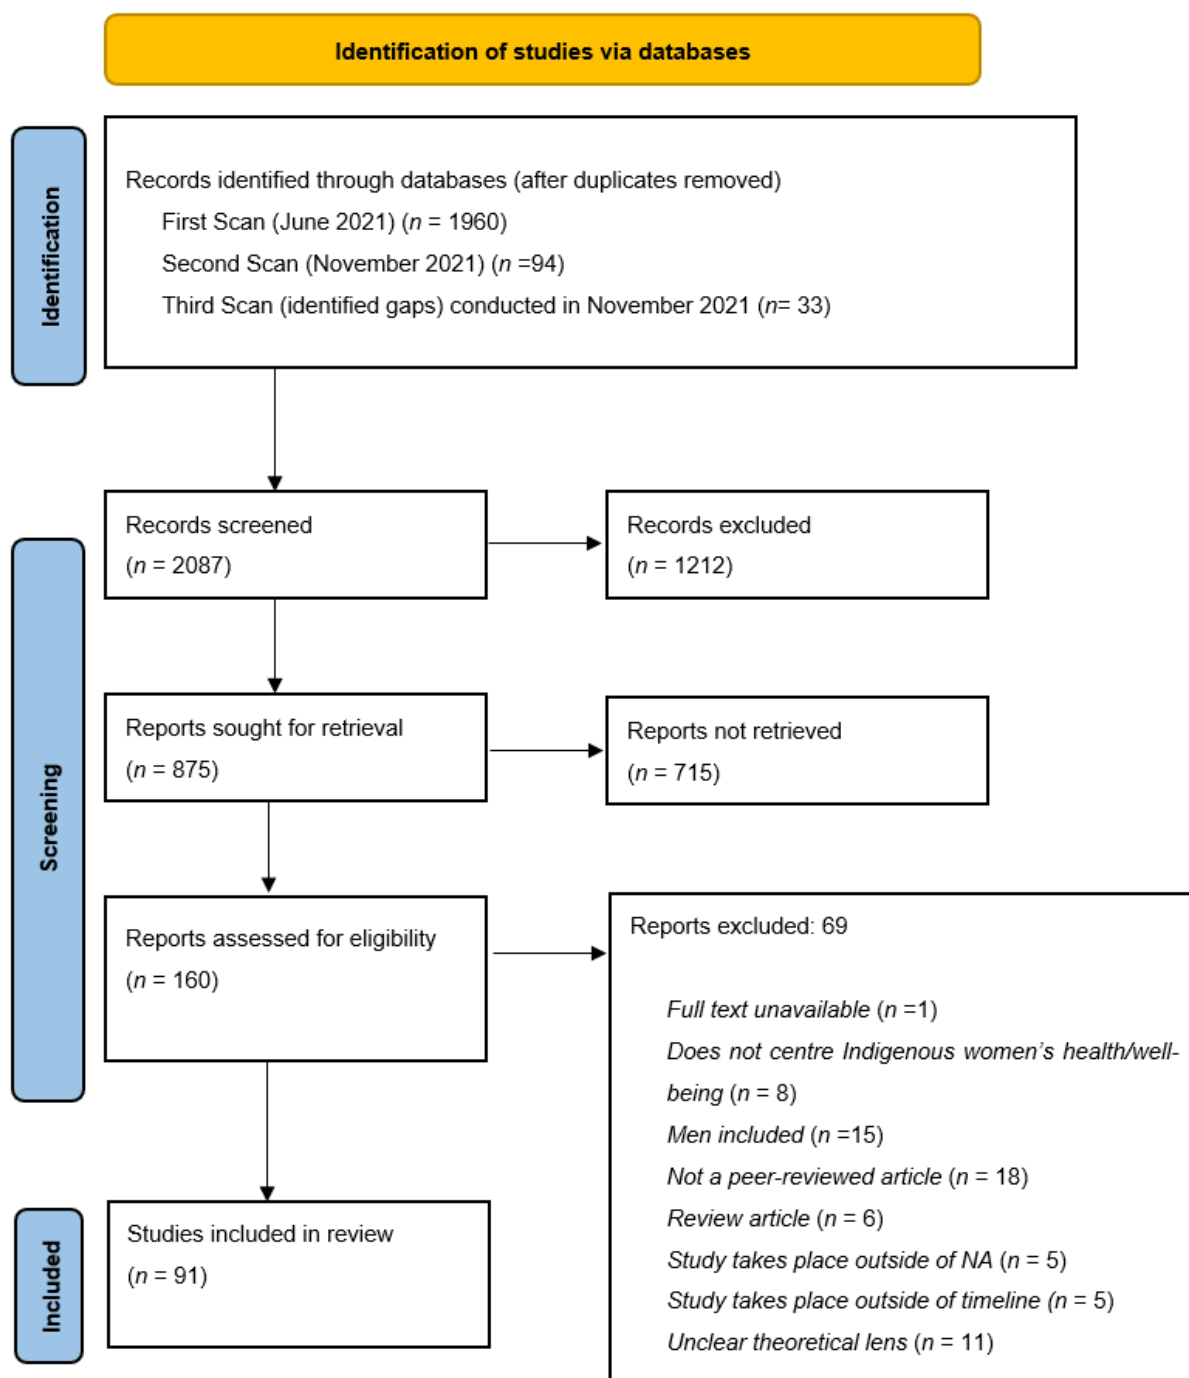 Identification of studies via databases
Identification
Records identified through databases (after duplicates removed)
First Scan (June 2021) (n = 1960)
Second Scan (November 2021) (n =94)
Third Scan (identified gaps) conducted in November 2021 (n= 33)
Screening
Records screened
(n = 2087)
Records excluded
(n = 1212)
Reports sought for retrieval
(n = 875)
Reports not retrieved
(n = 715)
Reports assessed for eligibility
(n = 160)
Reports excluded: 69
Full text unavailable (n =1)
Does not centre Indigenous women’s health/well-
being (n = 8)
Men included (n =15)
Not a peer-reviewed article (n = 18)
Review article (n = 6)
Study takes place outside of NA (n = 5)
Study takes place outside of timeline (n = 5)
Unclear theoretical lens (n = 11)
Included
Studies included in review
(n = 91)